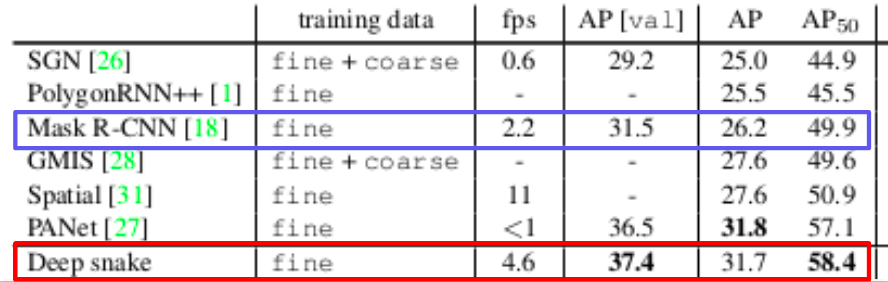 training data fps AP [val] AP AP50
SGN [26] fine + coarse 0.6 29.2 25.0 44.9
PolygonRNN++ [1] fine - - 25.5 45.5
Mask R-CNN [18] fine 2.2 31.5 26.2 49.9
GMIS [28] fine + coarse - - 27.6 49.6
Spatial [31] fine 11 - 27.6 50.9
PANet [27] fine <1 36.5 31.8 57.1
Deep snake fine 4.6 37.4 31.7 58.4